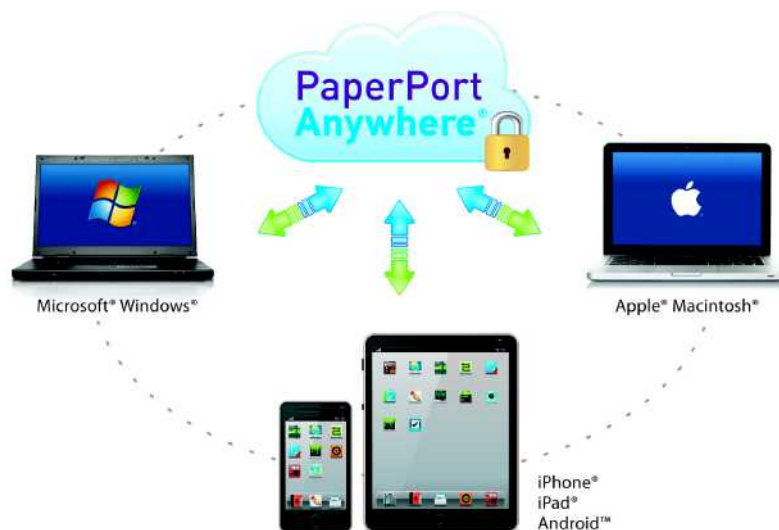 PaperPort
Anywhere®
Microsoft® Windows®
Apple® Macintosh®
iPhone®
iPad®
Android™